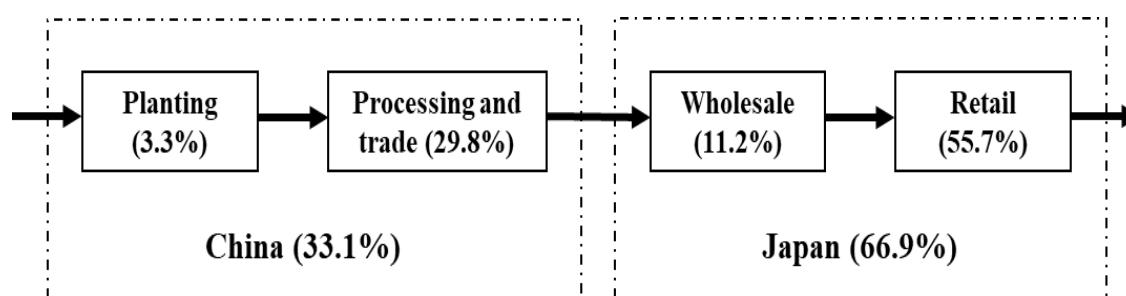 Planting
(3.3%)
Processing and
trade (29.8%)
Wholesale
(11.2%)
Retail
(55.7%)
China (33.1%)
Japan (66.9%)